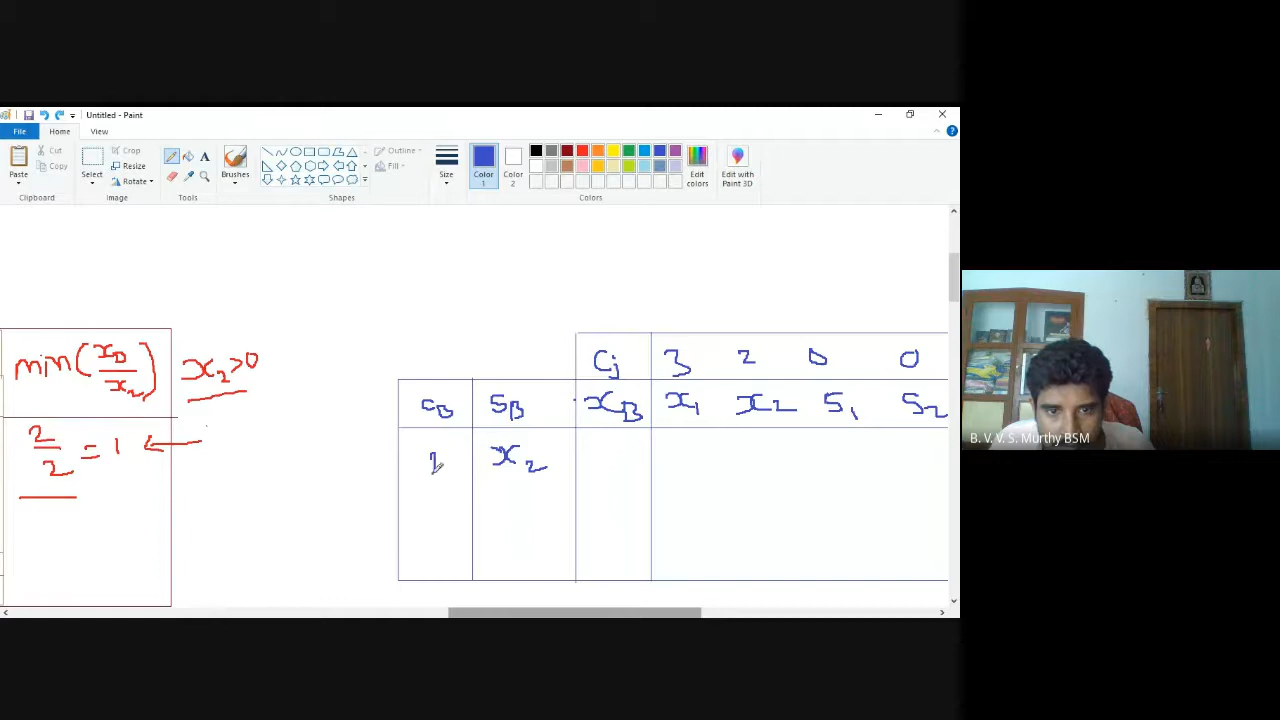 Untitled - Paint
File Home View
Paste
Cut
Copy
Clipboard
Select
Crop
Resize
Rotate
Image
A
Tools
Brushes
Outline
Fill
Shapes
Size
Color 1
Color 2
Edit colors
Colors
Edit with Paint 3D
min(xB/x2) x2>0
2/2 = 1 ←
Cj 3 2 0 0
CB SB xB x1 x2 S1 S2
x2
B. V. V. S. Murthy BSM